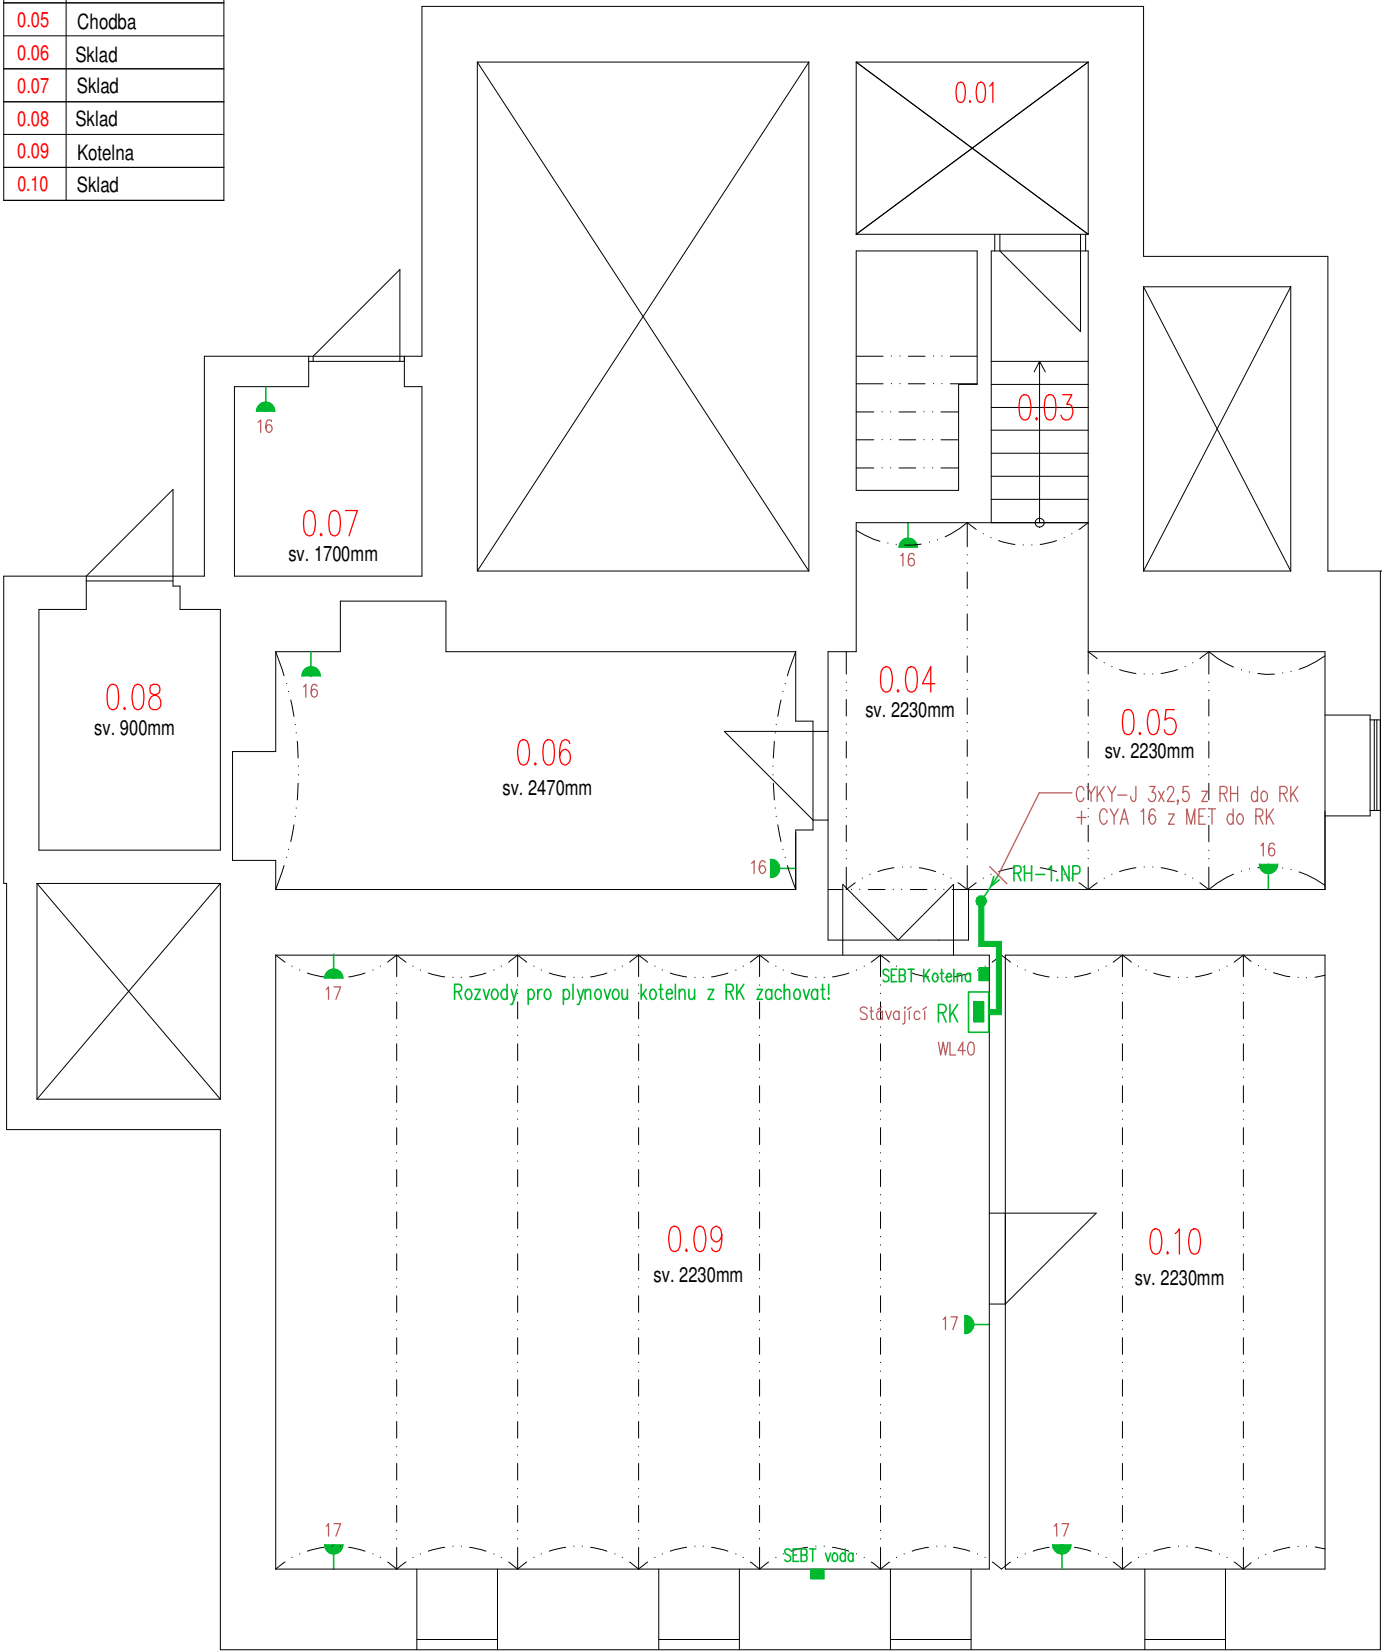 0.05 Chodba
0.06 Sklad
0.07 Sklad
0.08 Sklad
0.09 Kotelna
0.10 Sklad
0.01
0.03
16
0.07
sv. 1700mm
16
16
0.08
sv. 900mm
0.04
sv. 2230mm
0.05
sv. 2230mm
0.06
sv. 2470mm
CYKY-J 3x2,5 z RH do RK
+ CYA 16 z MET do RK
16
16
RH-1.NP
17
SEBT Kotelna
Rozvody pro plynovou kotelnu z RK zachovat!
Stávající RK
WL40
0.09
sv. 2230mm
0.10
sv. 2230mm
17
17
17
SEBT voda